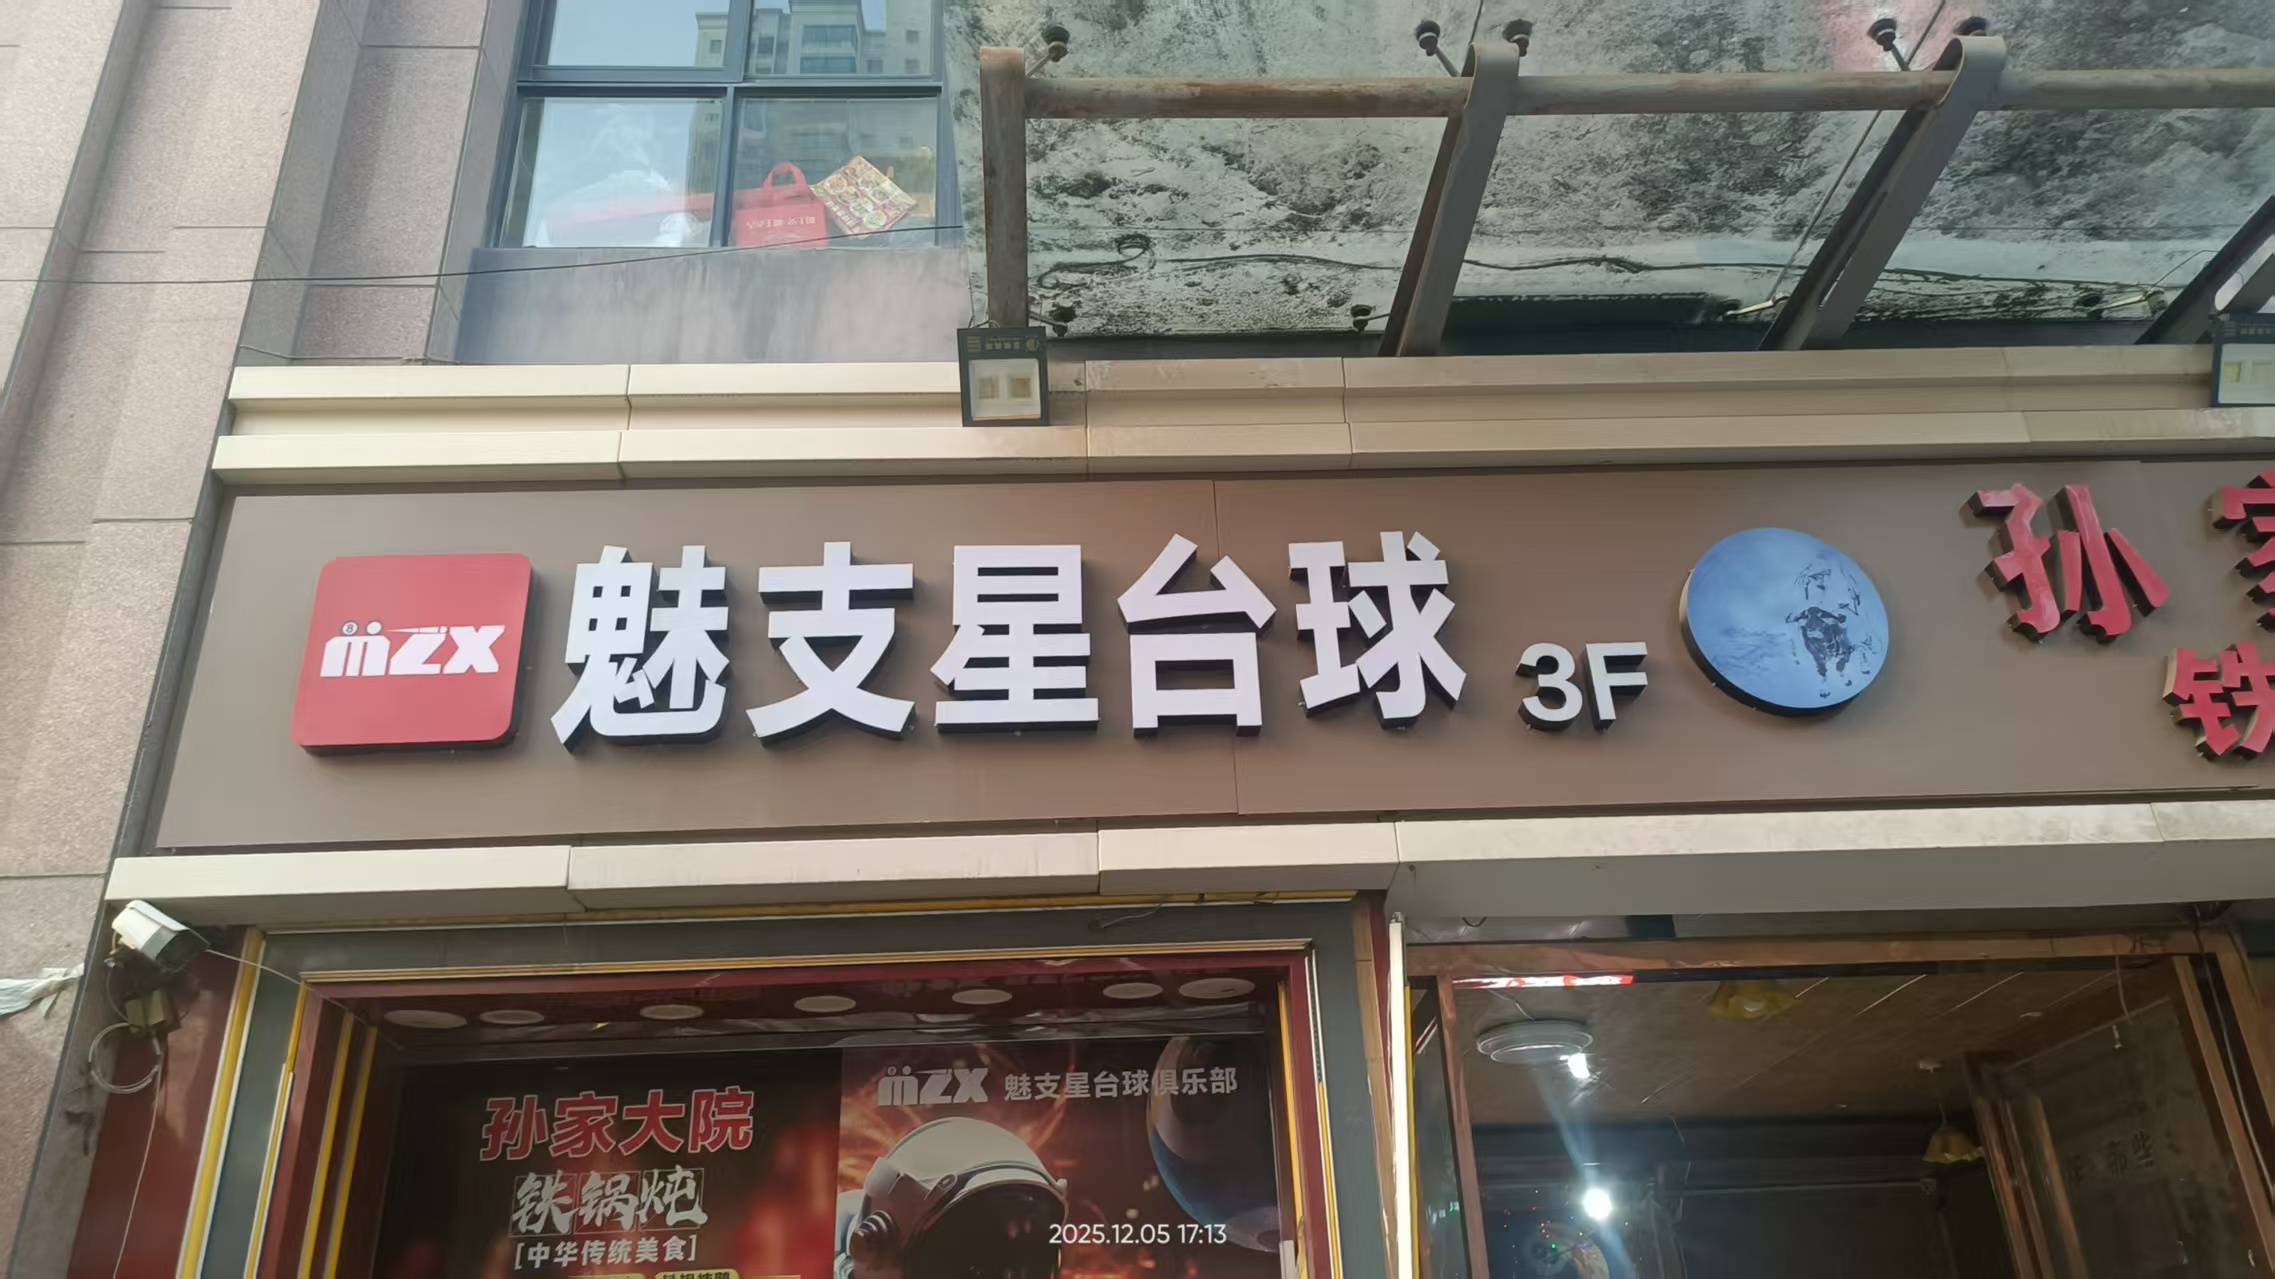 mzx
魅支星台球
3F
孙家
铁
孙家大院
铁锅炖
[中华传统美食]
mzx 魅支星台球俱乐部
2025.12.05 17:13